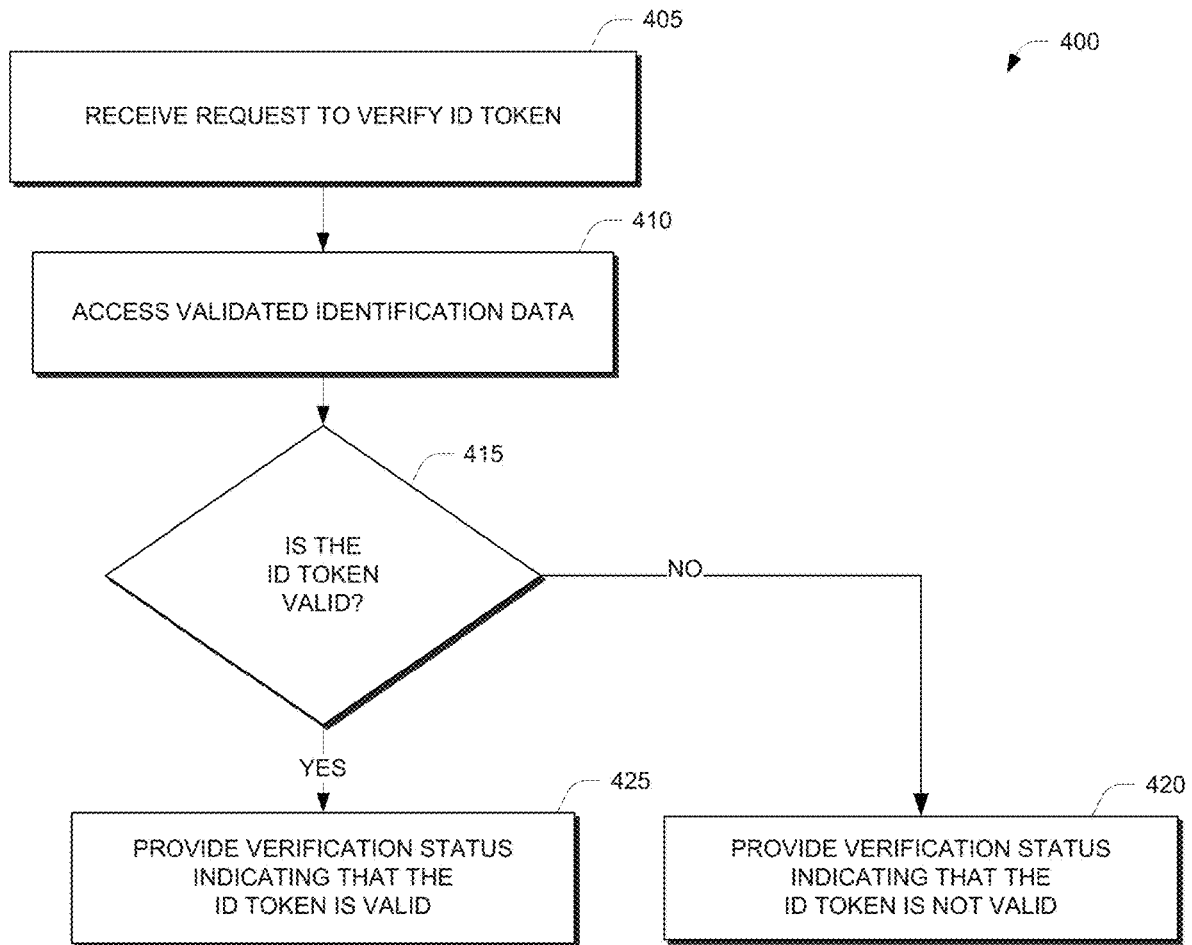 405
400
RECEIVE REQUEST TO VERIFY ID TOKEN
410
ACCESS VALIDATED IDENTIFICATION DATA
415
IS THE
ID TOKEN
VALID?
NO
YES
425
420
PROVIDE VERIFICATION STATUS
INDICATING THAT THE
ID TOKEN IS VALID
PROVIDE VERIFICATION STATUS
INDICATING THAT THE
ID TOKEN IS NOT VALID